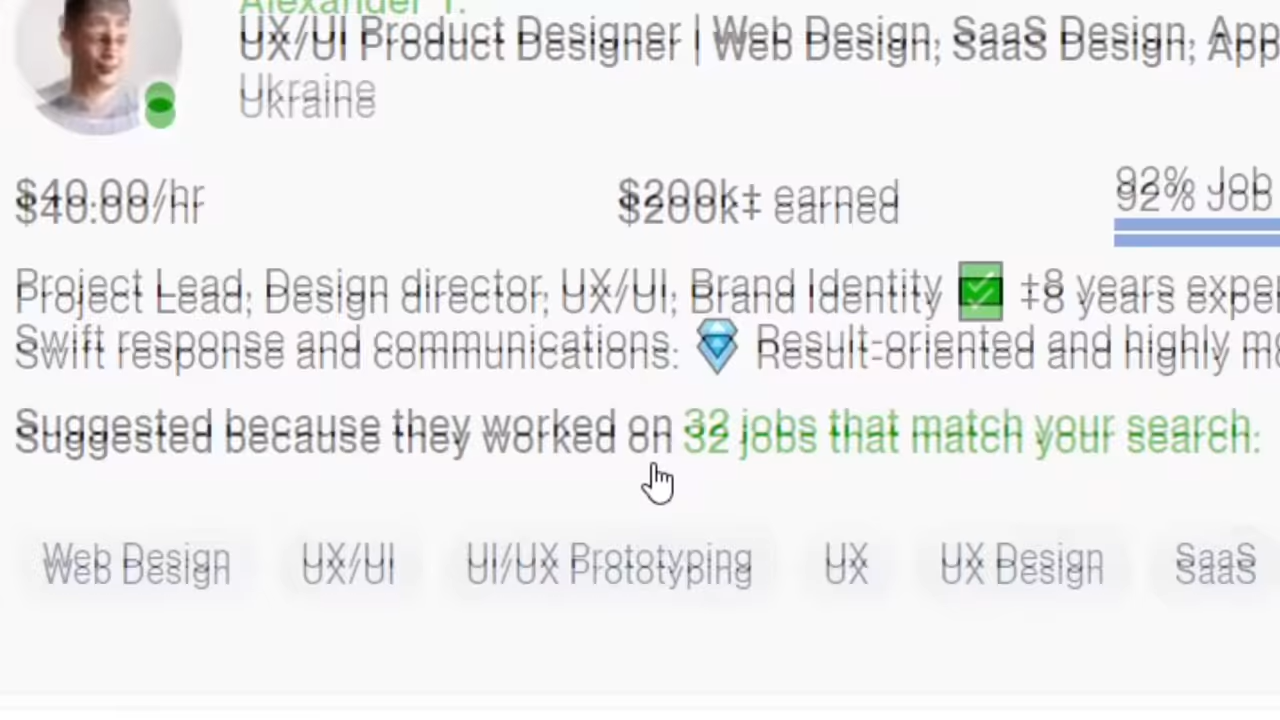 Alexander T.
UX/UI Product Designer | Web Design, SaaS Design, App
Ukraine
$40.00/hr
$200k+ earned
92% Job
Project Lead, Design director, UX/UI, Brand Identity ✅ +8 years exper
Swift response and communications. 💎 Result-oriented and highly mo
Suggested because they worked on 32 jobs that match your search.
Web Design
UX/UI
UI/UX Prototyping
UX
UX Design
SaaS